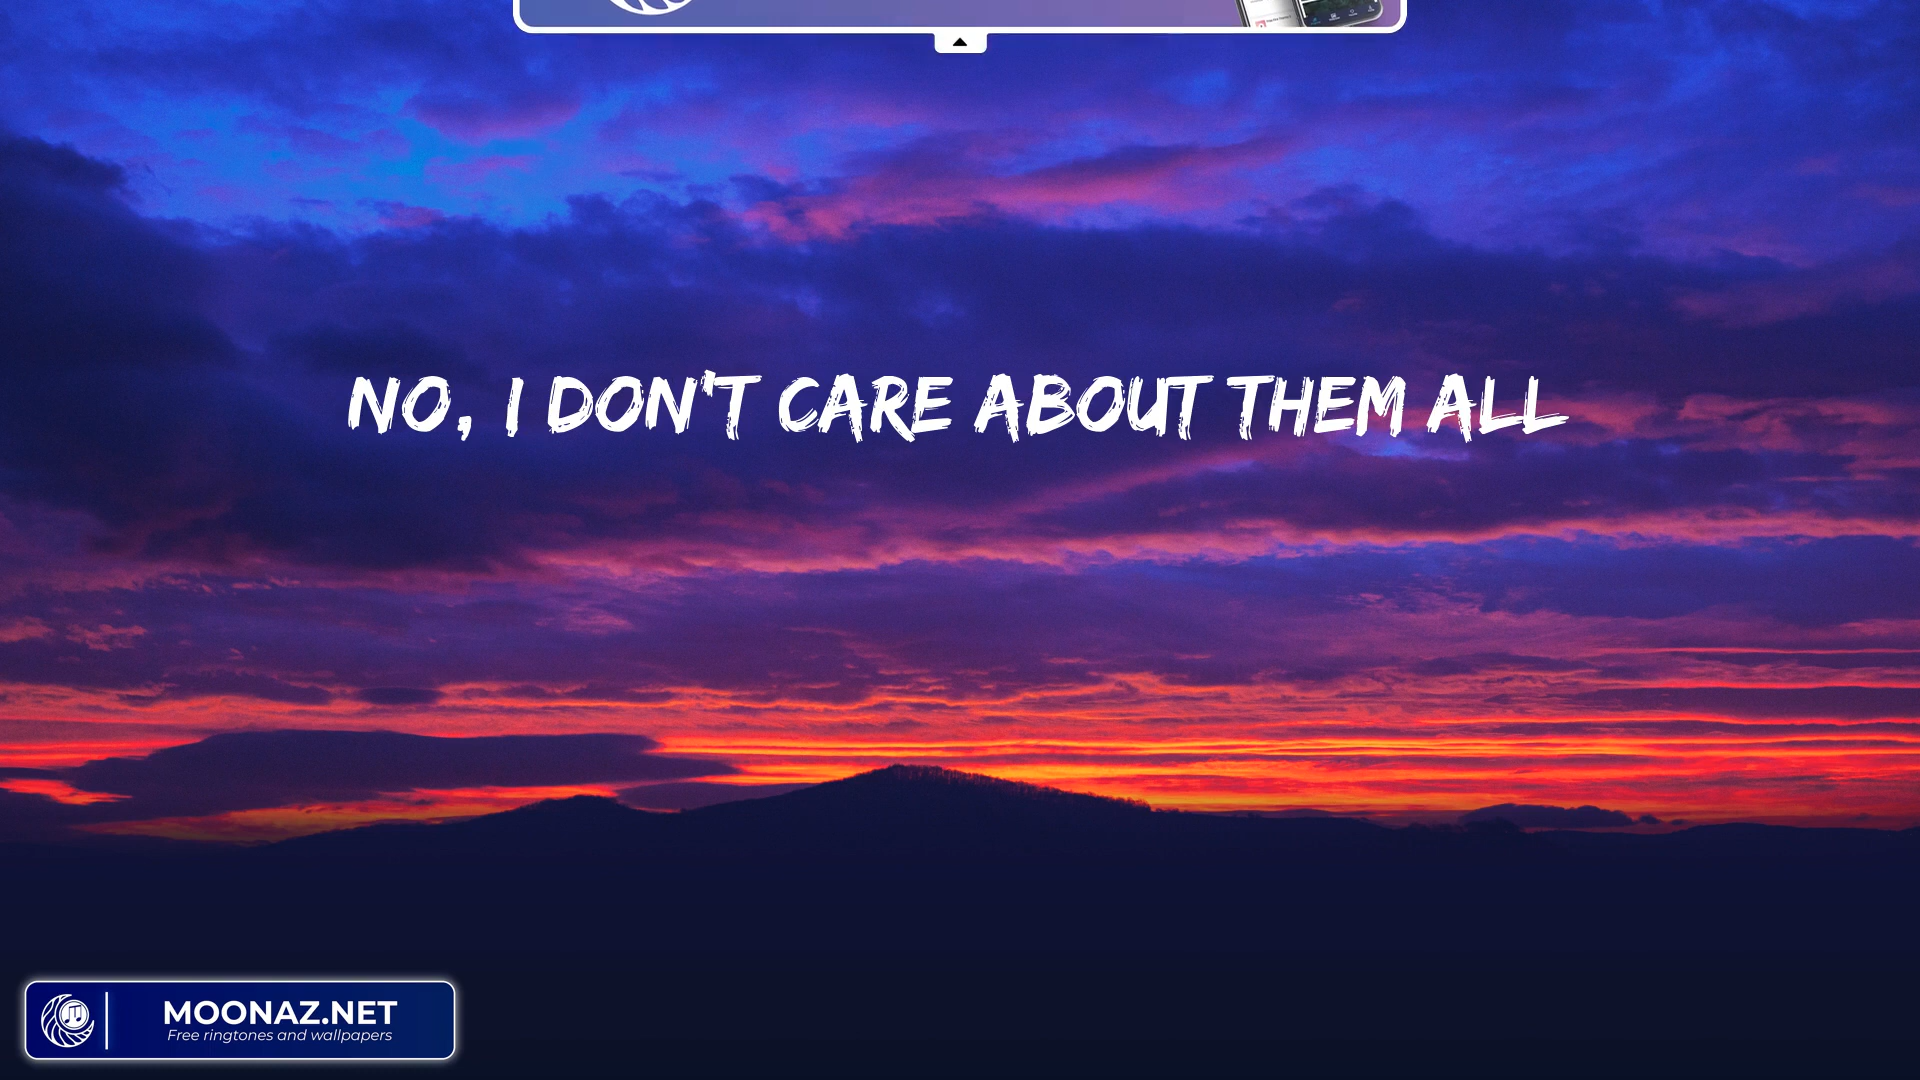 NO, I DON'T CARE ABOUT THEM ALL
MOONAZ.NET
Free ringtones and wallpapers